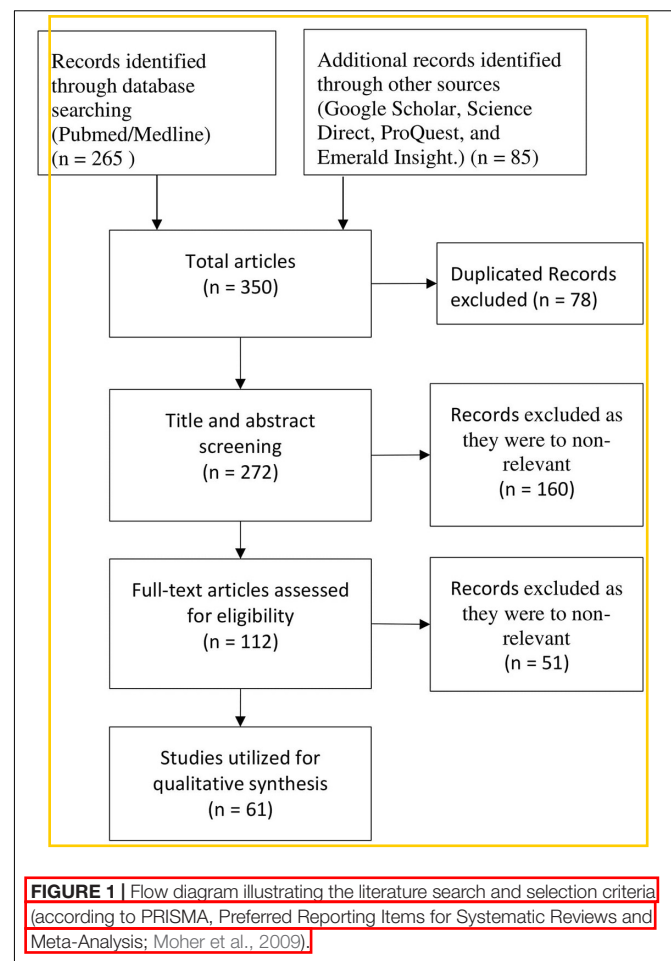 Records identified
through database
searching
(Pubmed/Medline)
(n = 265 )
Additional records identified
through other sources
(Google Scholar, Science
Direct, ProQuest, and
Emerald Insight.) (n = 85)
Total articles
(n = 350)
Duplicated Records
excluded (n = 78)
Title and abstract
screening
(n = 272)
Records excluded as
they were to non-
relevant
(n = 160)
Full-text articles assessed
for eligibility
(n = 112)
Records excluded as
they were to non-
relevant
(n = 51)
Studies utilized for
qualitative synthesis
(n = 61)
FIGURE 1 | Flow diagram illustrating the literature search and selection criteria
(according to PRISMA, Preferred Reporting Items for Systematic Reviews and
Meta-Analysis; Moher et al., 2009).